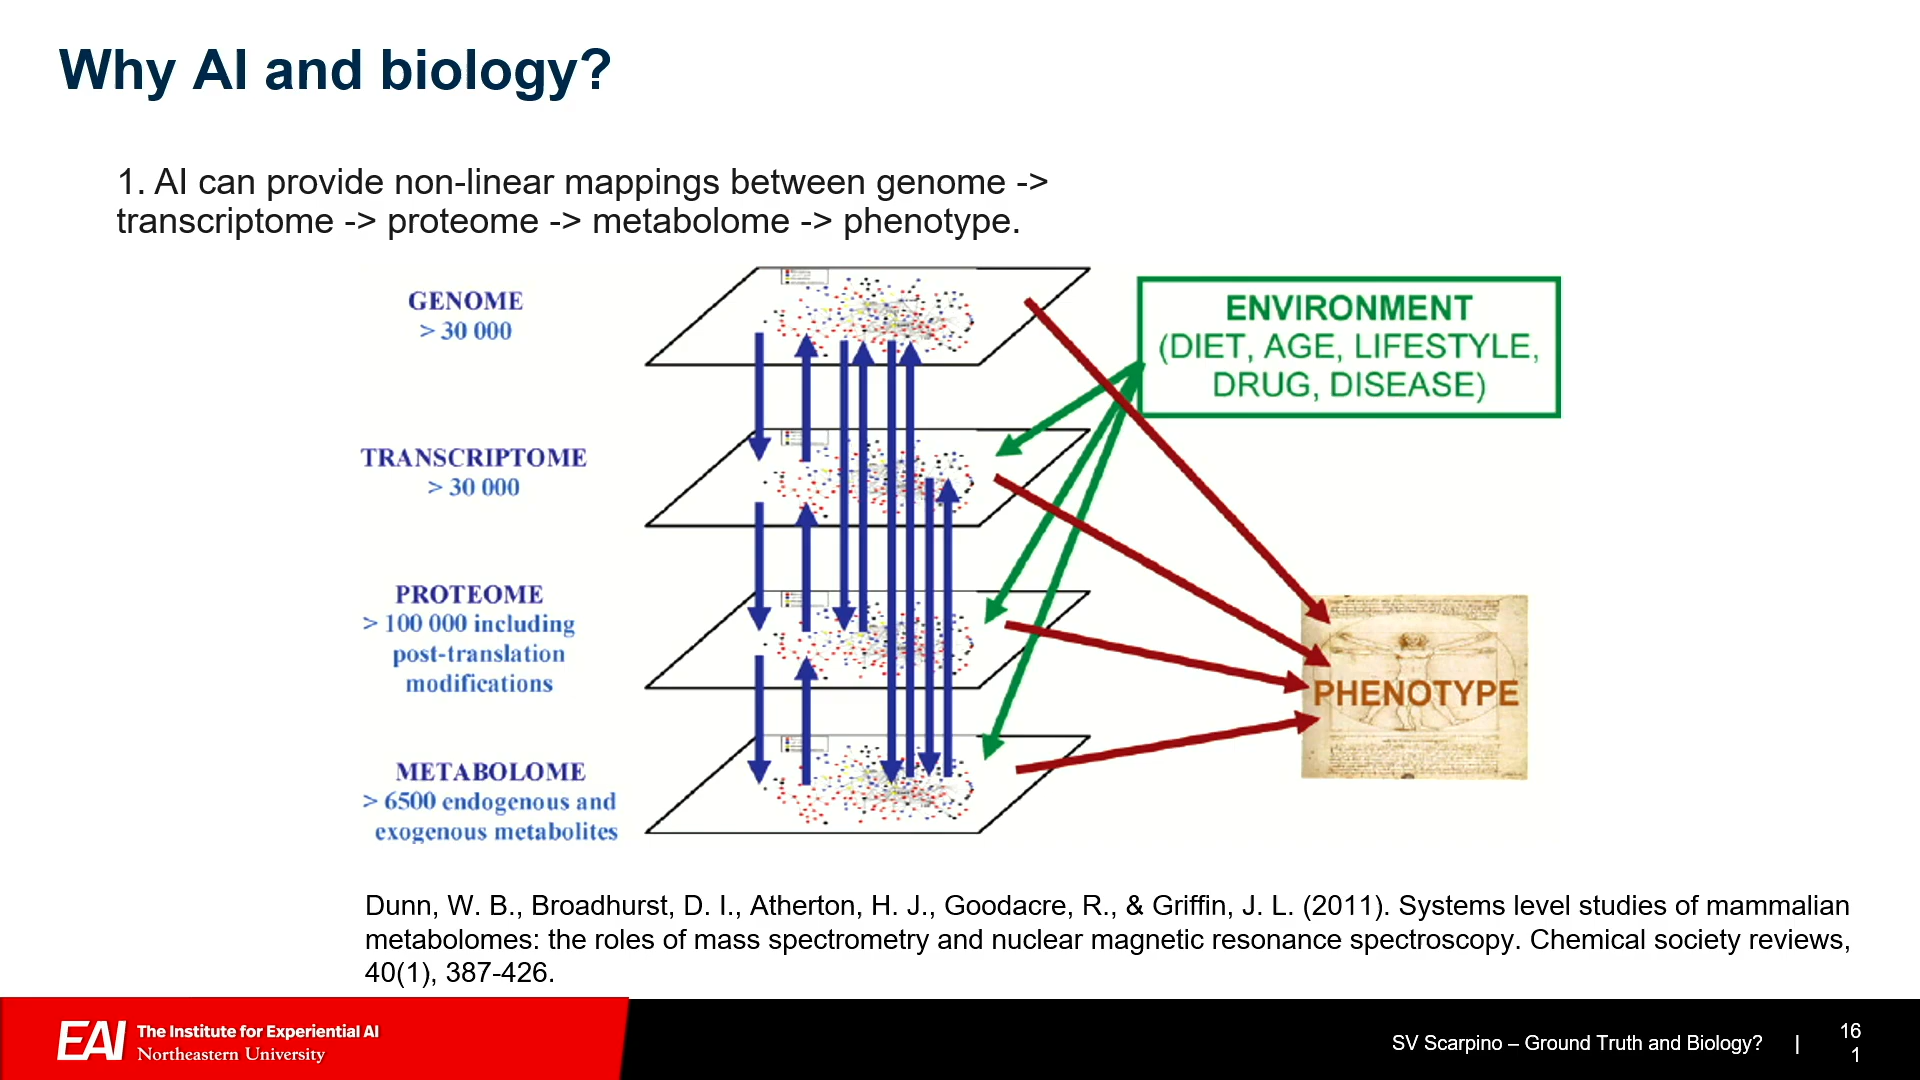 Why AI and biology?
1. AI can provide non-linear mappings between genome ->
transcriptome -> proteome -> metabolome -> phenotype.
GENOME
> 30 000
TRANSCRIPTOME
> 30 000
PROTEOME
> 100 000 including
post-translation
modifications
METABOLOME
> 6500 endogenous and
exogenous metabolites
ENVIRONMENT
(DIET, AGE, LIFESTYLE,
DRUG, DISEASE)
PHENOTYPE
Dunn, W. B., Broadhurst, D. I., Atherton, H. J., Goodacre, R., & Griffin, J. L. (2011). Systems level studies of mammalian
metabolomes: the roles of mass spectrometry and nuclear magnetic resonance spectroscopy. Chemical society reviews,
40(1), 387-426.
EAI The Institute for Experiential AI
Northeastern University
SV Scarpino – Ground Truth and Biology? |
16
1